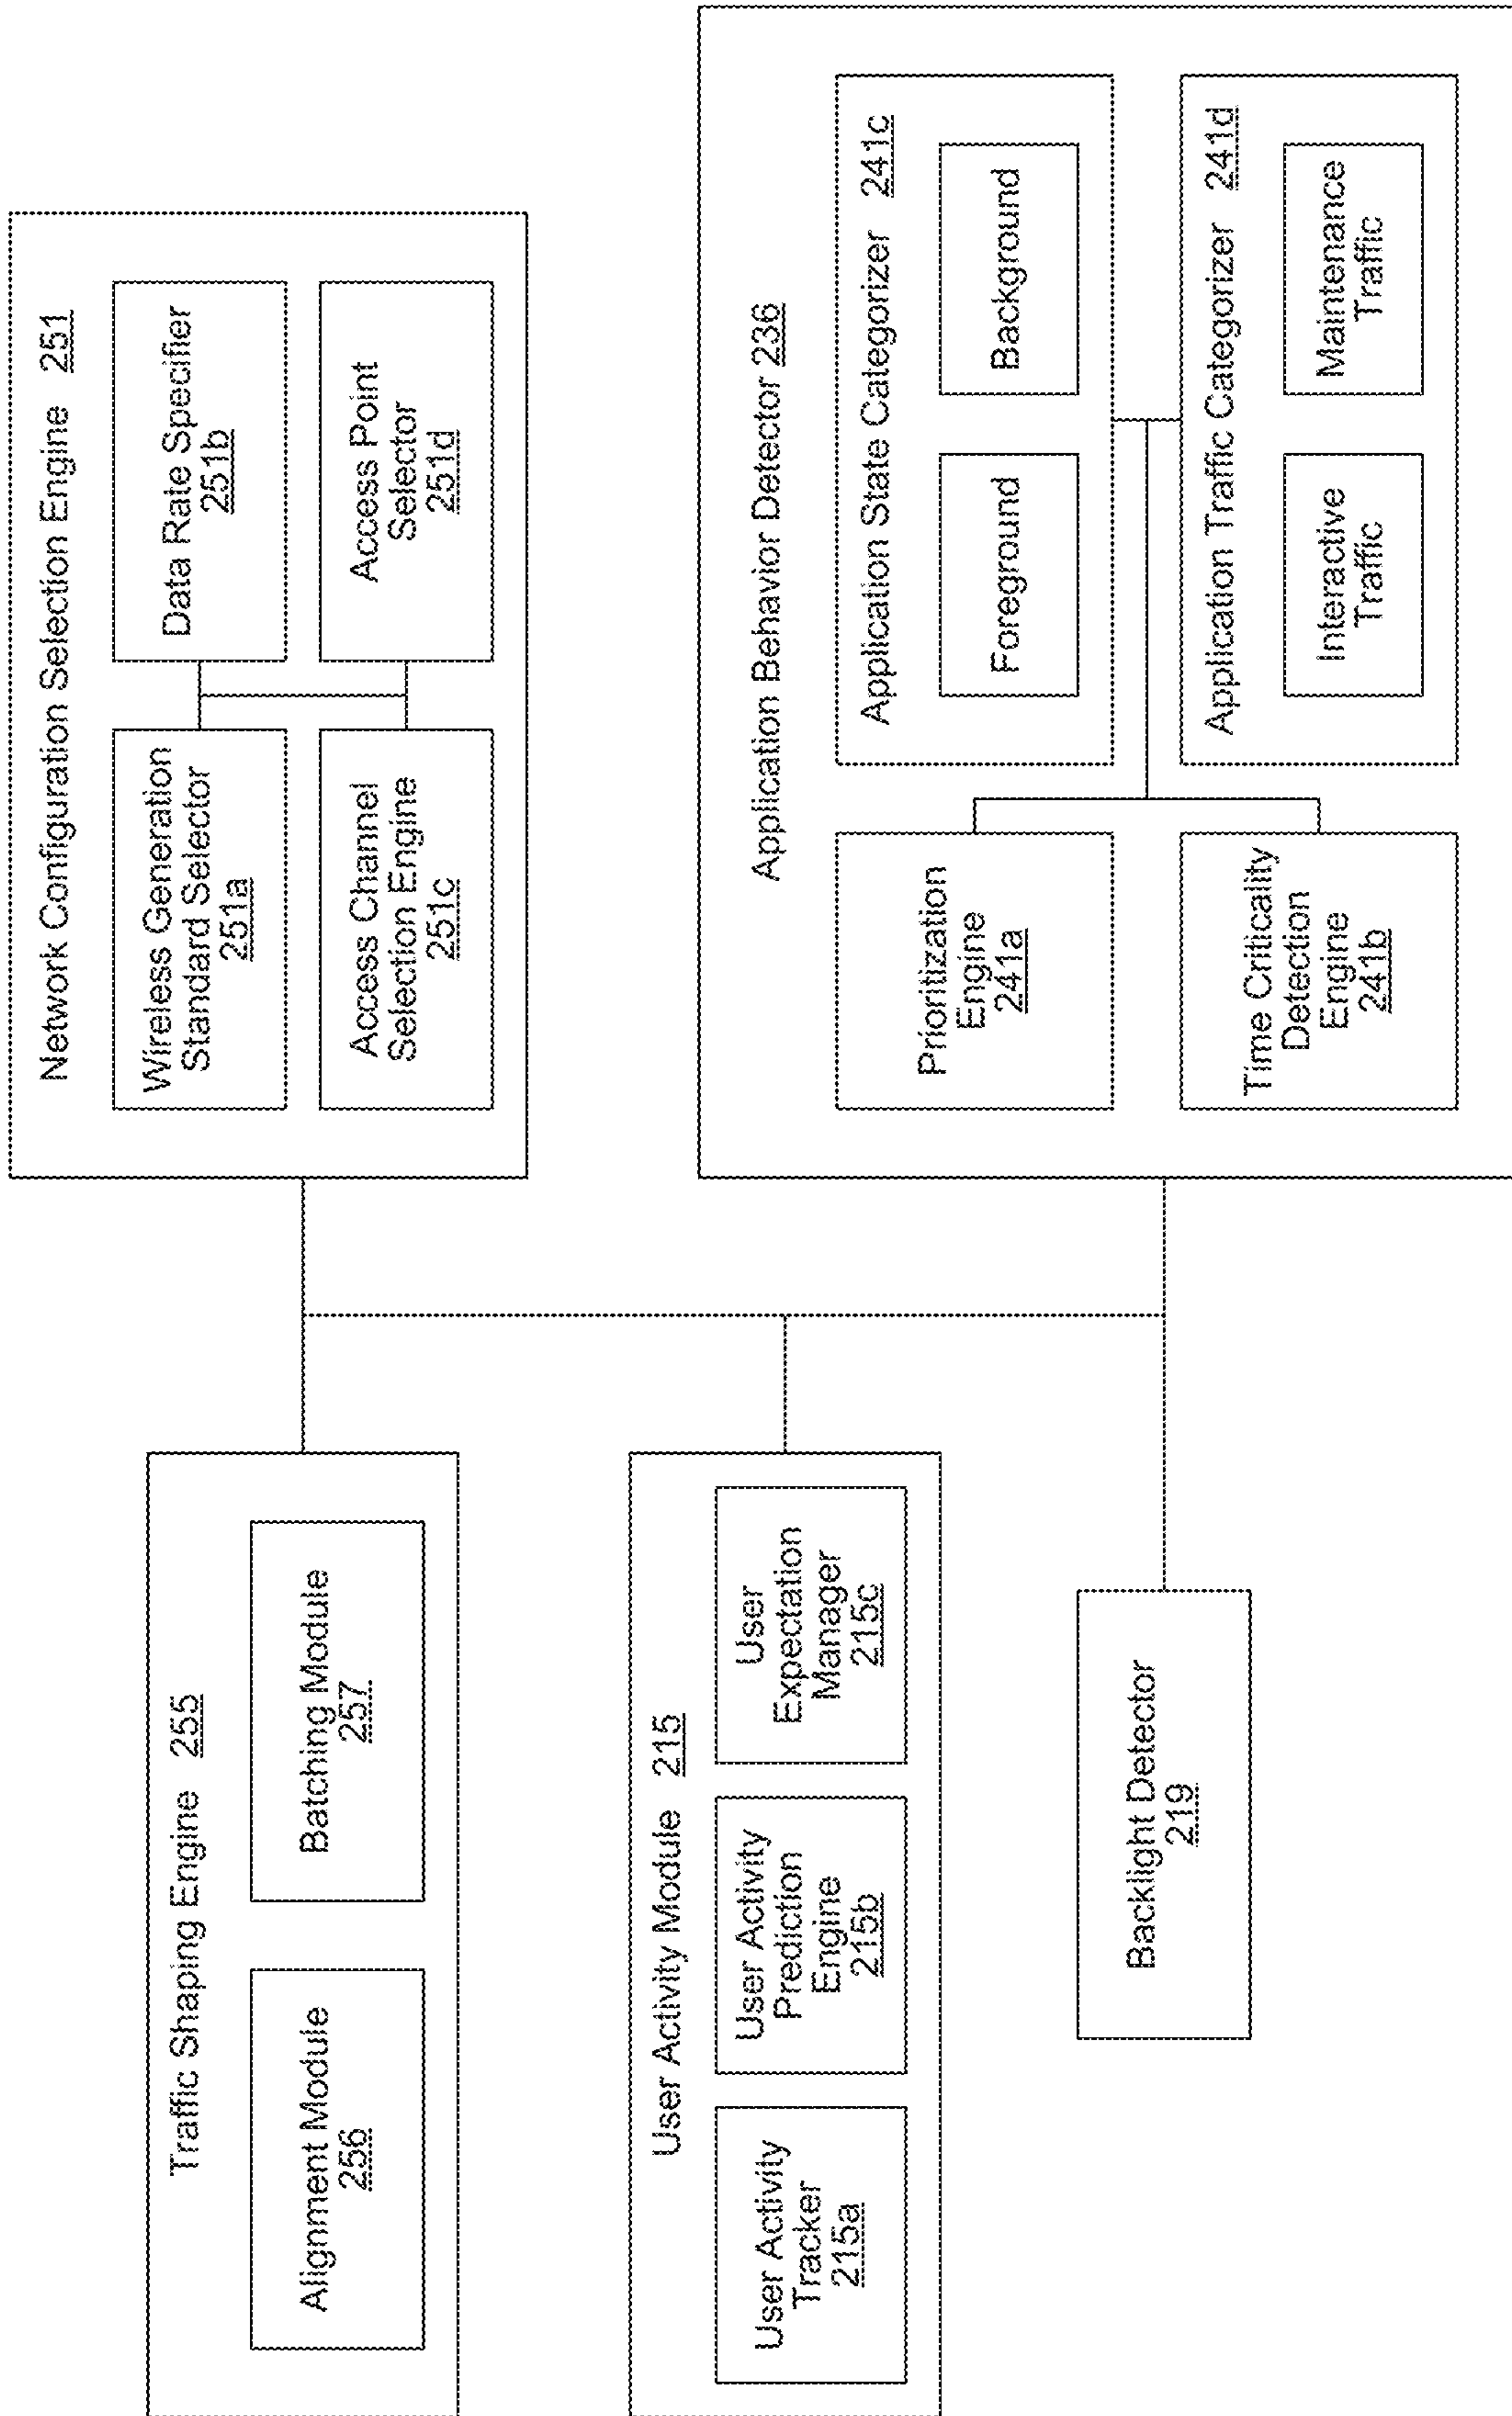 Traffic Shaping Engine 255
Alignment Module
256
Batching Module
257
Network Configuration Selection Engine 251
Wireless Generation
Standard Selector
251a
Data Rate Specifier
251b
Access Channel
Selection Engine
251c
Access Point
Selector
251d
User Activity Module 215
User Activity
Tracker
215a
User Activity
Prediction
Engine
215b
User
Expectation
Manager
215c
Backlight Detector
219
Application Behavior Detector 236
Prioritization
Engine
241a
Time Criticality
Detection
Engine
241b
Application State Categorizer 241c
Foreground
Background
Application Traffic Categorizer 241d
Interactive
Traffic
Maintenance
Traffic